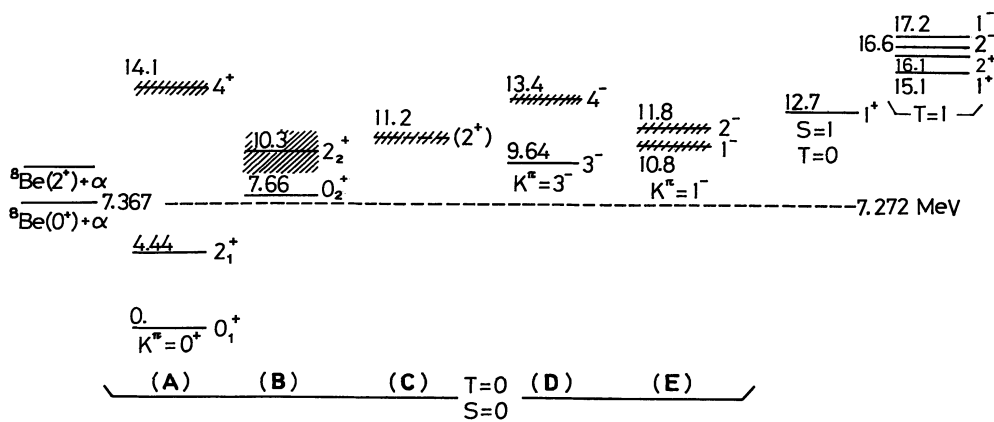 17.2 1⁻
16.6 2⁻
16.1 2⁺
15.1 1⁺
T=1
14.1 4⁺
13.4 4⁻
12.7 1⁺
S=1
T=0
11.2 (2⁺)
11.8 2⁻
10.8 1⁻
Kᵖ=1⁻
10.3 2₂⁺
9.64 3⁻
Kᵖ=3⁻
7.66 0₂⁺
⁸Be(2⁺)+α
7.367
⁸Be(0⁺)+α
7.272 MeV
4.44 2₁⁺
0. 0₁⁺
Kᵖ=0⁺
(A) (B) (C) T=0 (D) (E)
S=0